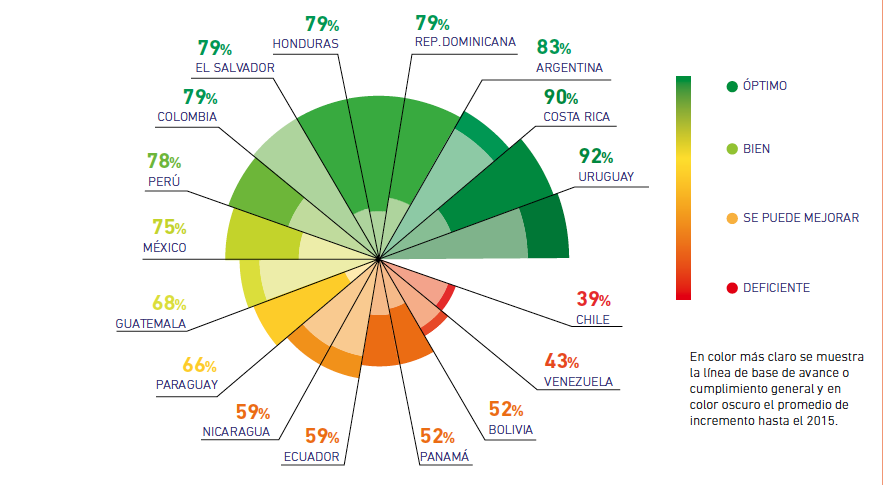 79%
HONDURAS
79%
REP.DOMINICANA
79%
EL SALVADOR
83%
ARGENTINA
79%
COLOMBIA
90%
COSTA RICA
78%
PERÚ
92%
URUGUAY
75%
MÉXICO
68%
GUATEMALA
39%
CHILE
66%
PARAGUAY
43%
VENEZUELA
59%
NICARAGUA
52%
BOLIVIA
59%
ECUADOR
52%
PANAMÁ
ÓPTIMO
BIEN
SE PUEDE MEJORAR
DEFICIENTE
En color más claro se muestra
la línea de base de avance o
cumplimiento general y en
color oscuro el promedio de
incremento hasta el 2015.